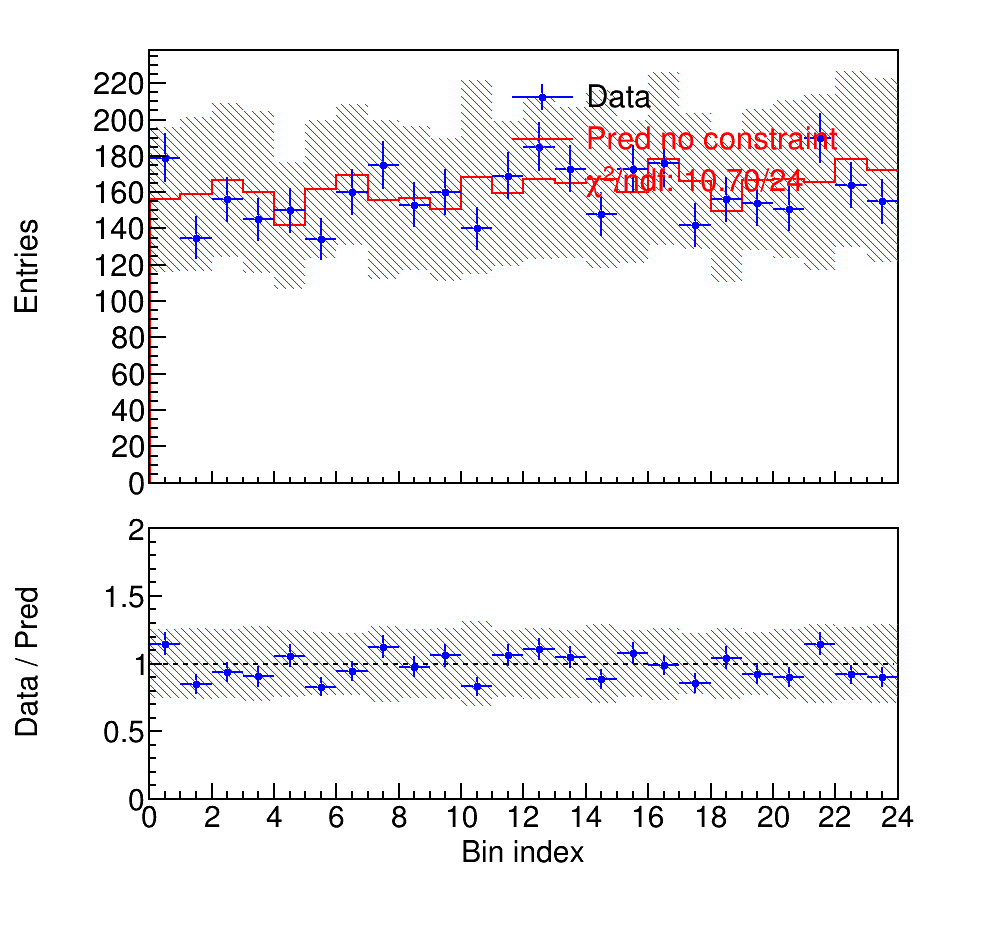 Entries
220
200
180
160
140
120
100
80
60
40
20
0
Data
Pred no constraint
χ²/ndf: 10.70/24
Data / Pred
2
1.5
1
0.5
0
0 2 4 6 8 10 12 14 16 18 20 22 24
Bin index